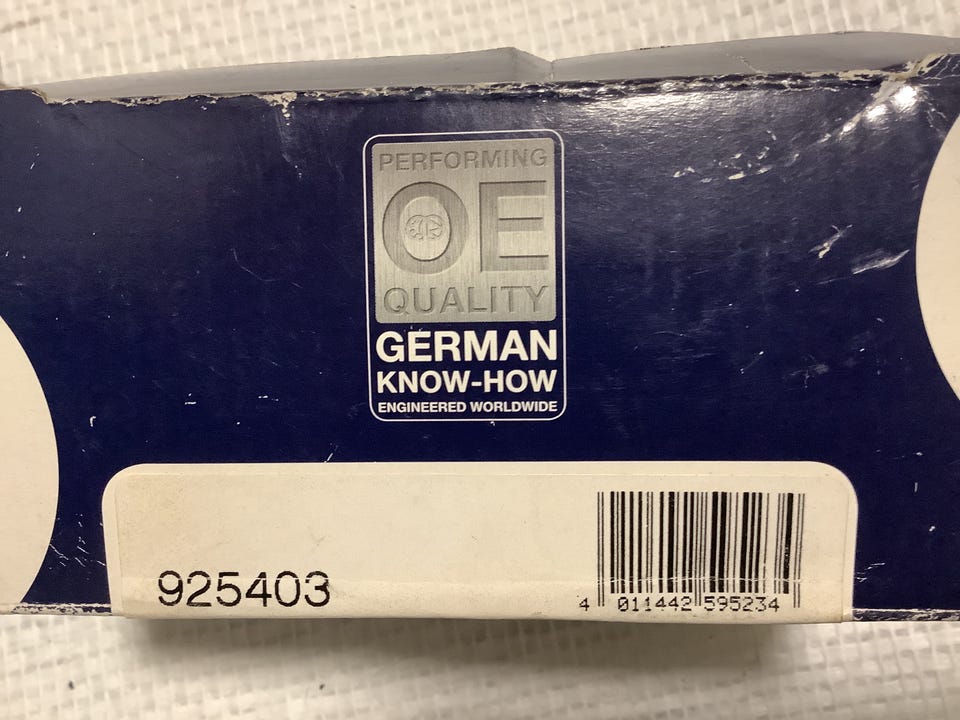 PERFORMING
OE
QUALITY
GERMAN
KNOW-HOW
ENGINEERED WORLDWIDE
925403
4 011442 595234